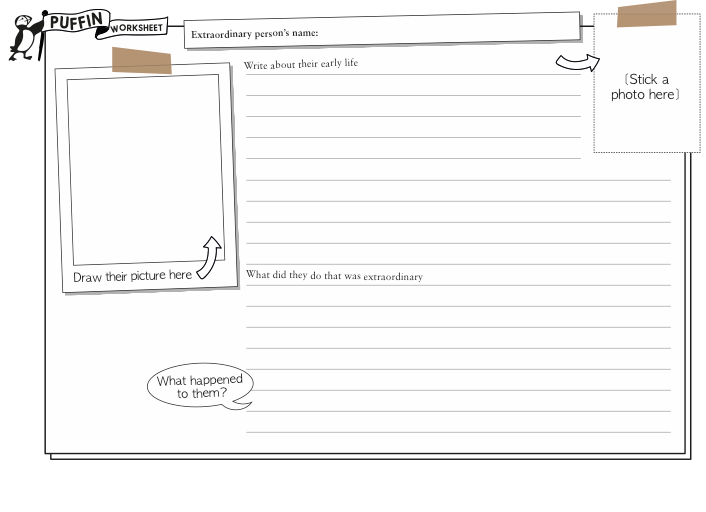 PUFFIN
WORKSHEET
Extraordinary person's name:
Write about their early life
(Stick a
photo here)
Draw their picture here
What did they do that was extraordinary
What happened
to them?